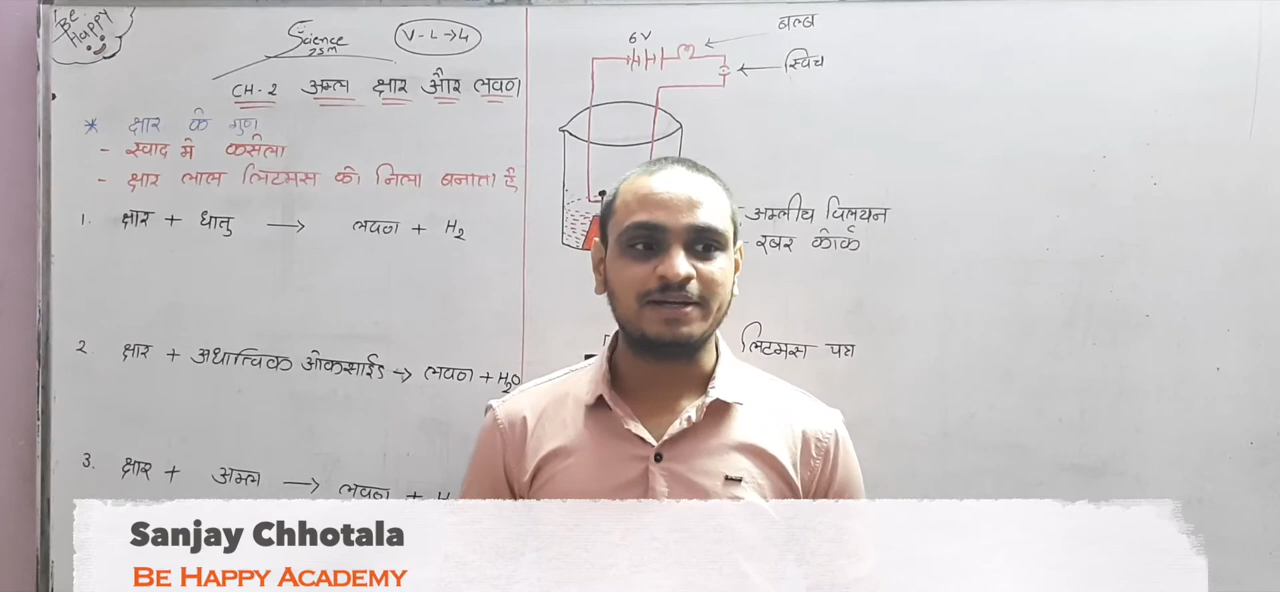 Be
HAPPY
Science
V-L→4
CH-2 अम्ल क्षार और लवण
* क्षार के गुण
- स्वाद मे कसेला
- क्षार लाल लिटमस को निला बनाता है
1. क्षार + धातु → लवण + H2
2. क्षार + अधात्विक ओकसाईड → लवण + H2O
3. क्षार + अम्ल → लवण + H
6V
बल्ब
स्विच
अम्लीय विलयन
- रबर कोर्क
लिटमस पत्र
Sanjay Chhotala
BE HAPPY ACADEMY